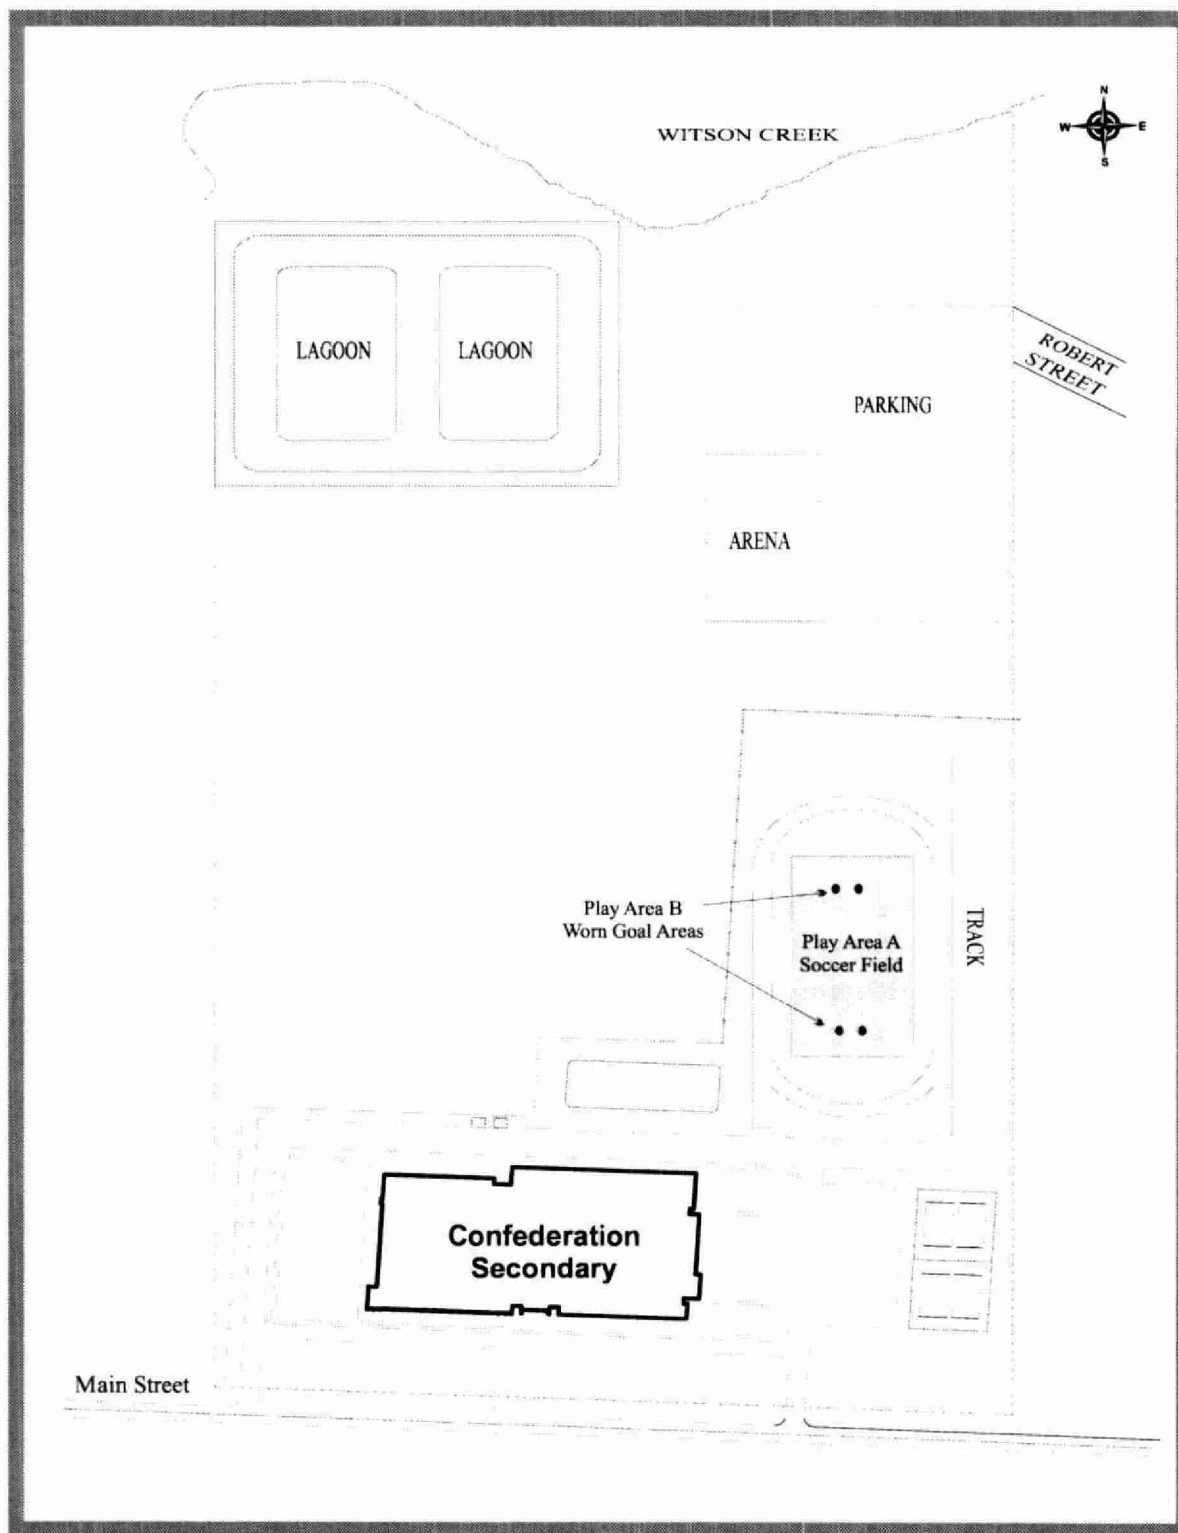 WITSON CREEK
N
W E
S
LAGOON
LAGOON
ROBERT
STREET
PARKING
ARENA
Play Area B
Worn Goal Areas
Play Area A
Soccer Field
TRACK
Confederation
Secondary
Main Street